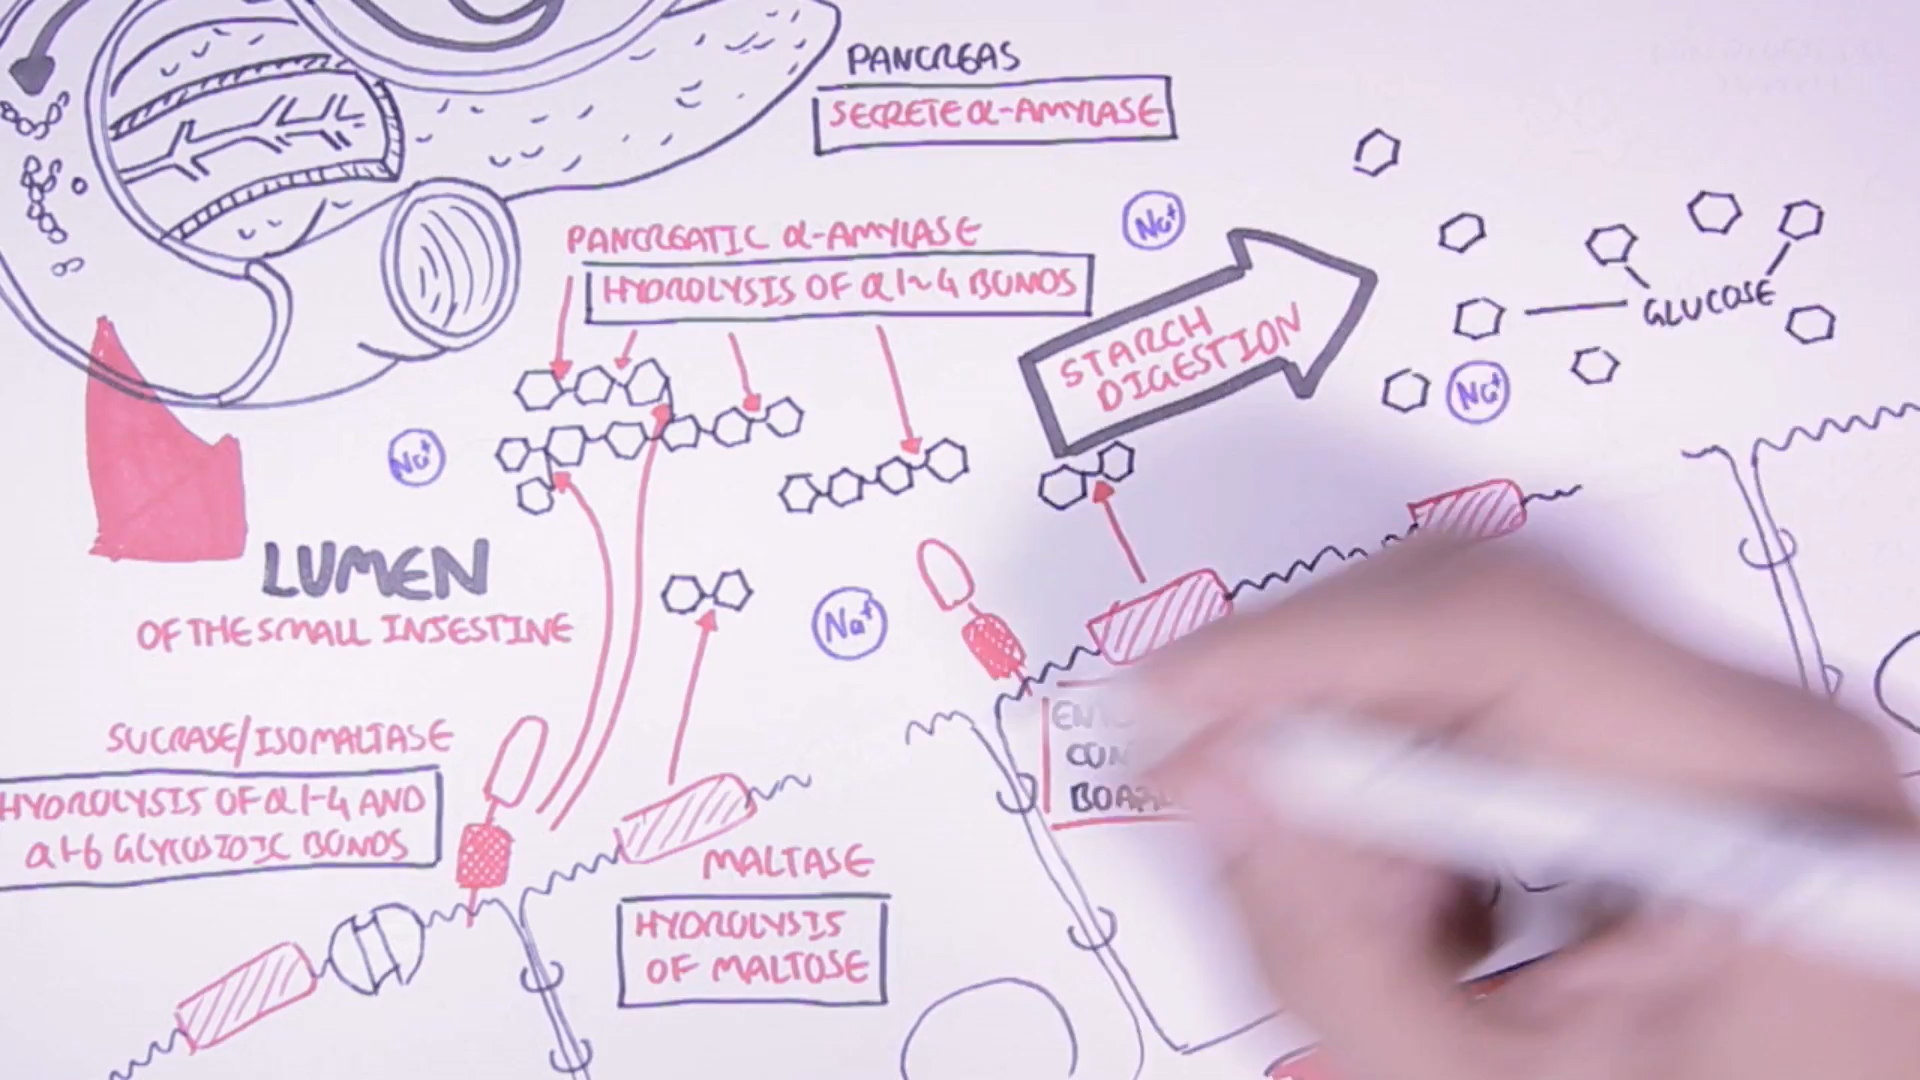 PANCREAS
SECRETE α-AMYLASE
PANCREATIC α-AMYLASE
HYDROLYSIS OF α1~4 BONDS
Na+
STARCH
DIGESTION
GLUCOSE
Na+
Na+
LUMEN
OF THE SMALL INTESTINE
Na+
SUCRASE/ISOMALTASE
HYDROLYSIS OF α1-4 AND
α1-6 GLYCOSIDIC BONDS
MALTASE
HYDROLYSIS
OF MALTOSE